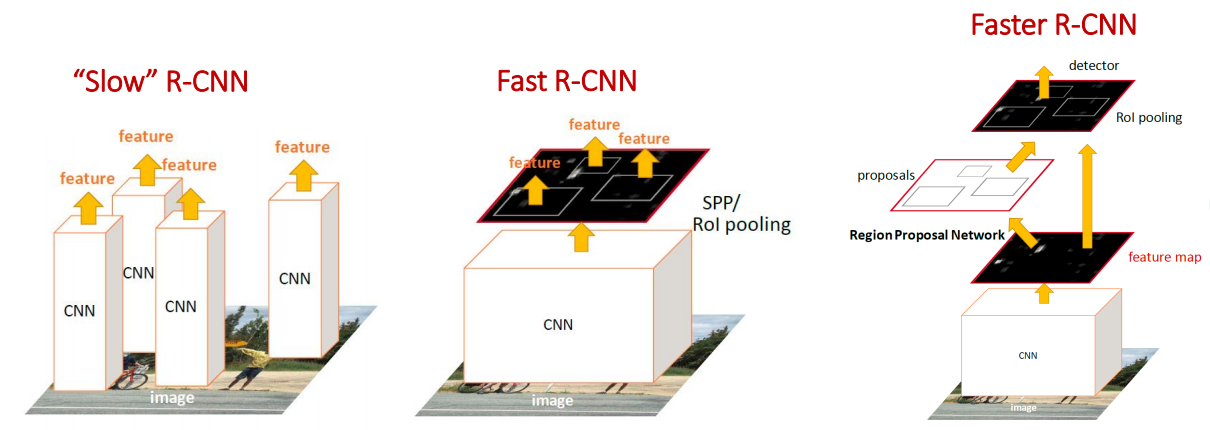 "Slow" R-CNN
feature
feature
feature
feature
CNN
CNN
CNN
CNN
image
Fast R-CNN
feature
feature
feature
SPP/
RoI pooling
CNN
image
Faster R-CNN
detector
RoI pooling
proposals
Region Proposal Network
feature map
CNN
image